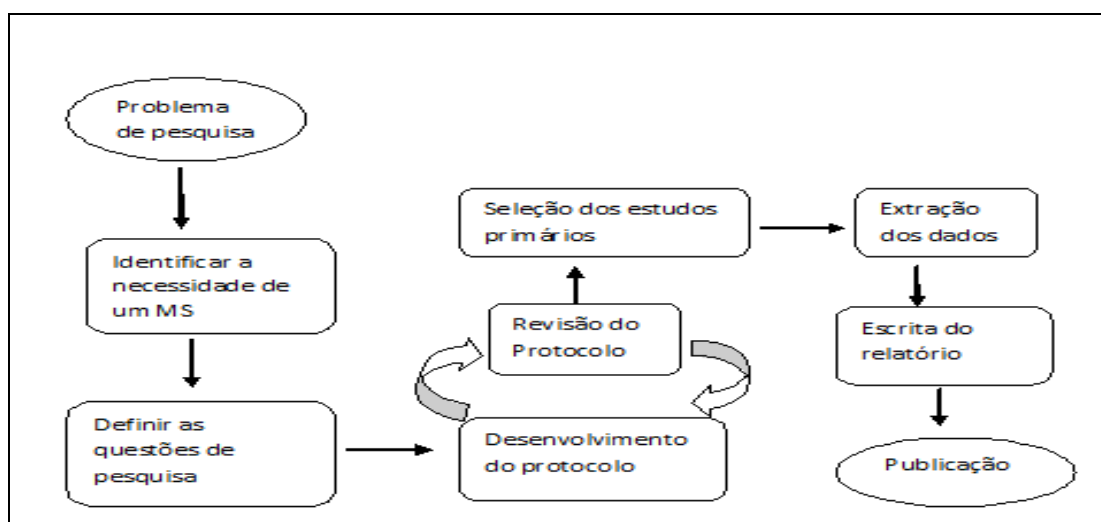 Problema
de pesquisa
Identificar a
necessidade de
um MS
Definir as
questões de
pesquisa
Desenvolvimento
do protocolo
Revisão do
Protocolo
Seleção dos estudos
primários
Extração
dos dados
Escrita do
relatório
Publicação